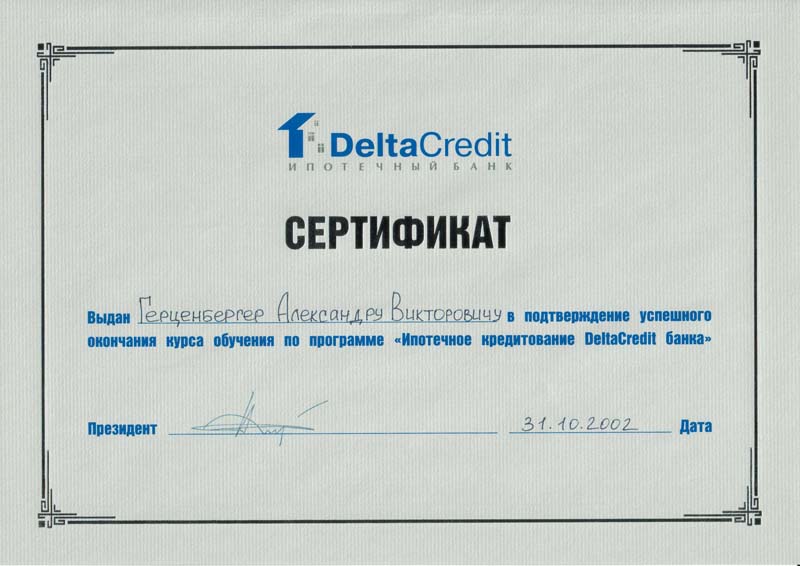 DeltaCredit
ИПОТЕЧНЫЙ БАНК
СЕРТИФИКАТ
Выдан Герценбергер Александру Викторовичу в подтверждение успешного
окончания курса обучения по программе «Ипотечное кредитование DeltaCredit банка»
Президент 31.10.2002 Дата